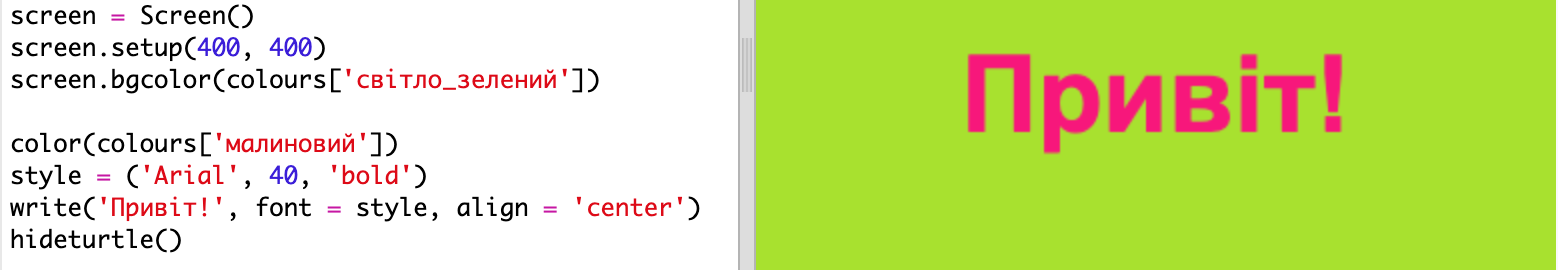 screen = Screen()
screen.setup(400, 400)
screen.bgcolor(colours['світло_зелений'])
color(colours['малиновий'])
style = ('Arial', 40, 'bold')
write('Привіт!', font = style, align = 'center')
hideturtle()
Привіт!